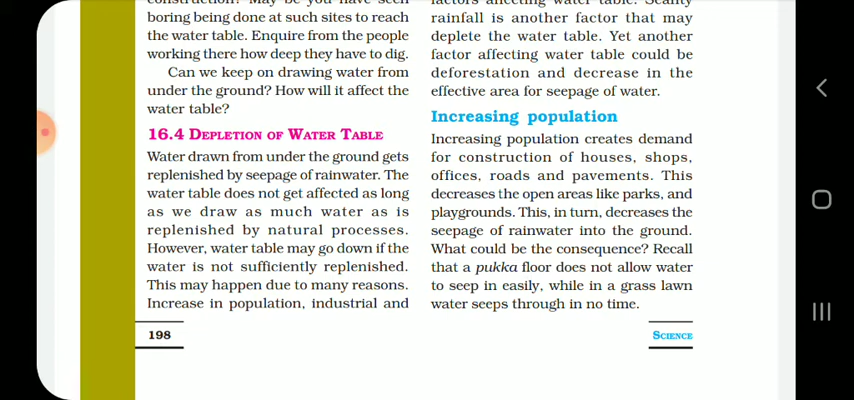 boring being done at such sites to reach
the water table. Enquire from the people
working there how deep they have to dig.
Can we keep on drawing water from
under the ground? How will it affect the
water table?
16.4 DEPLETION OF WATER TABLE
Water drawn from under the ground gets
replenished by seepage of rainwater. The
water table does not get affected as long
as we draw as much water as is
replenished by natural processes.
However, water table may go down if the
water is not sufficiently replenished.
This may happen due to many reasons.
Increase in population, industrial and
198
factors affecting water table. Scanty
rainfall is another factor that may
deplete the water table. Yet another
factor affecting water table could be
deforestation and decrease in the
effective area for seepage of water.
Increasing population
Increasing population creates demand
for construction of houses, shops,
offices, roads and pavements. This
decreases the open areas like parks, and
playgrounds. This, in turn, decreases the
seepage of rainwater into the ground.
What could be the consequence? Recall
that a pukka floor does not allow water
to seep in easily, while in a grass lawn
water seeps through in no time.
SCIENCE